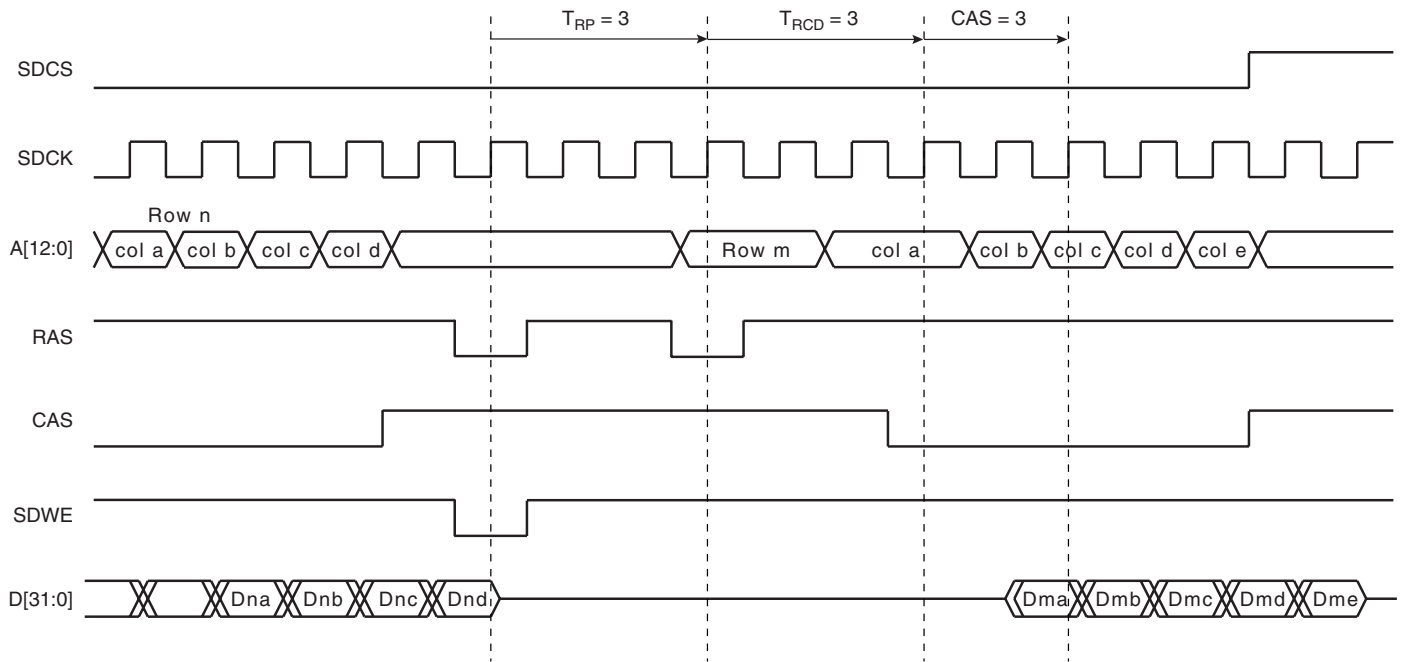 T_RP = 3 T_RCD = 3 CAS = 3
SDCS
SDCK
Row n
A[12:0] col a col b col c col d Row m col a col b col c col d col e
RAS
CAS
SDWE
D[31:0] Dna Dnb Dnc Dnd Dma Dmb Dmc Dmd Dme